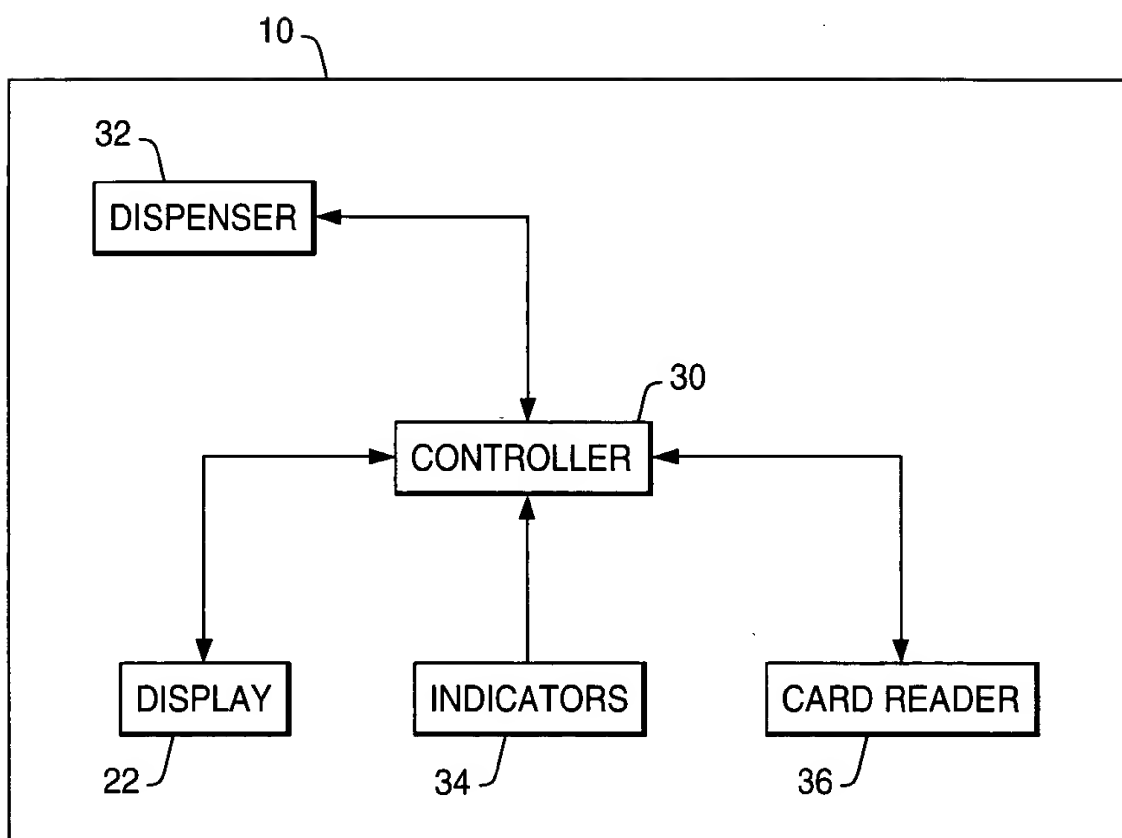 10
32
DISPENSER
30
CONTROLLER
DISPLAY
INDICATORS
CARD READER
22
34
36